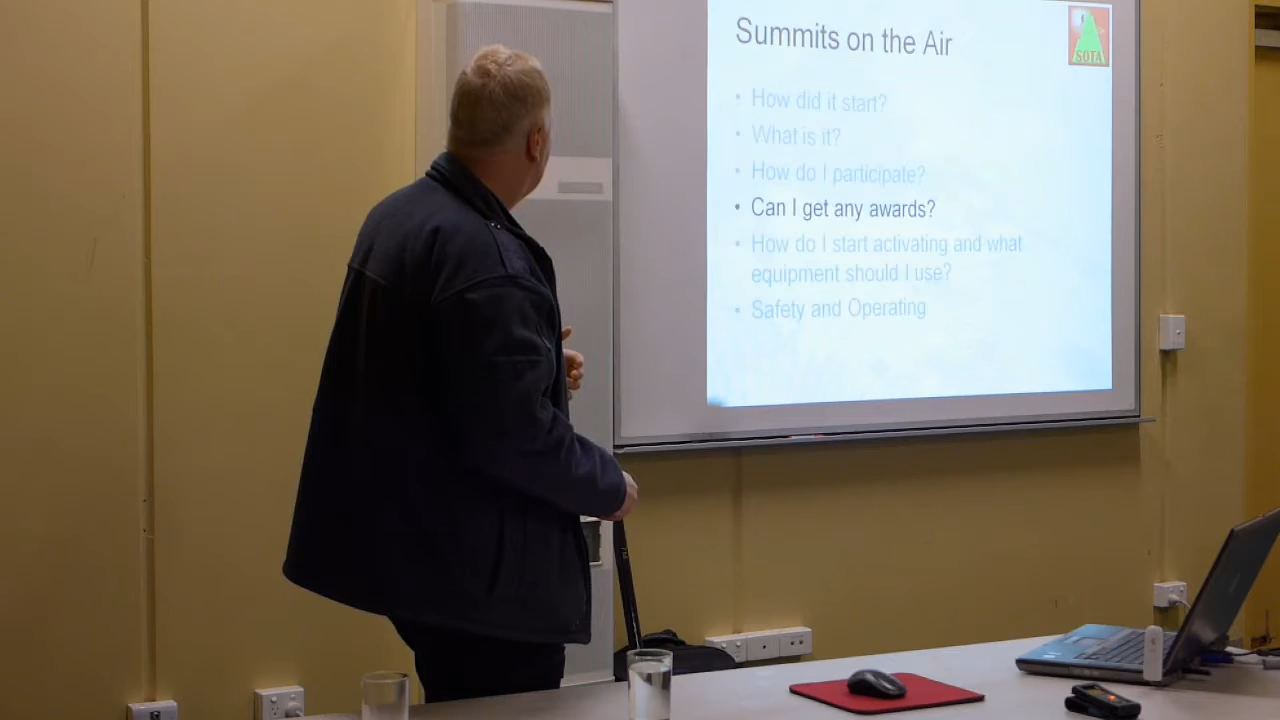 Summits on the Air
SOTA
• How did it start?
• What is it?
• How do I participate?
• Can I get any awards?
• How do I start activating and what
equipment should I use?
• Safety and Operating